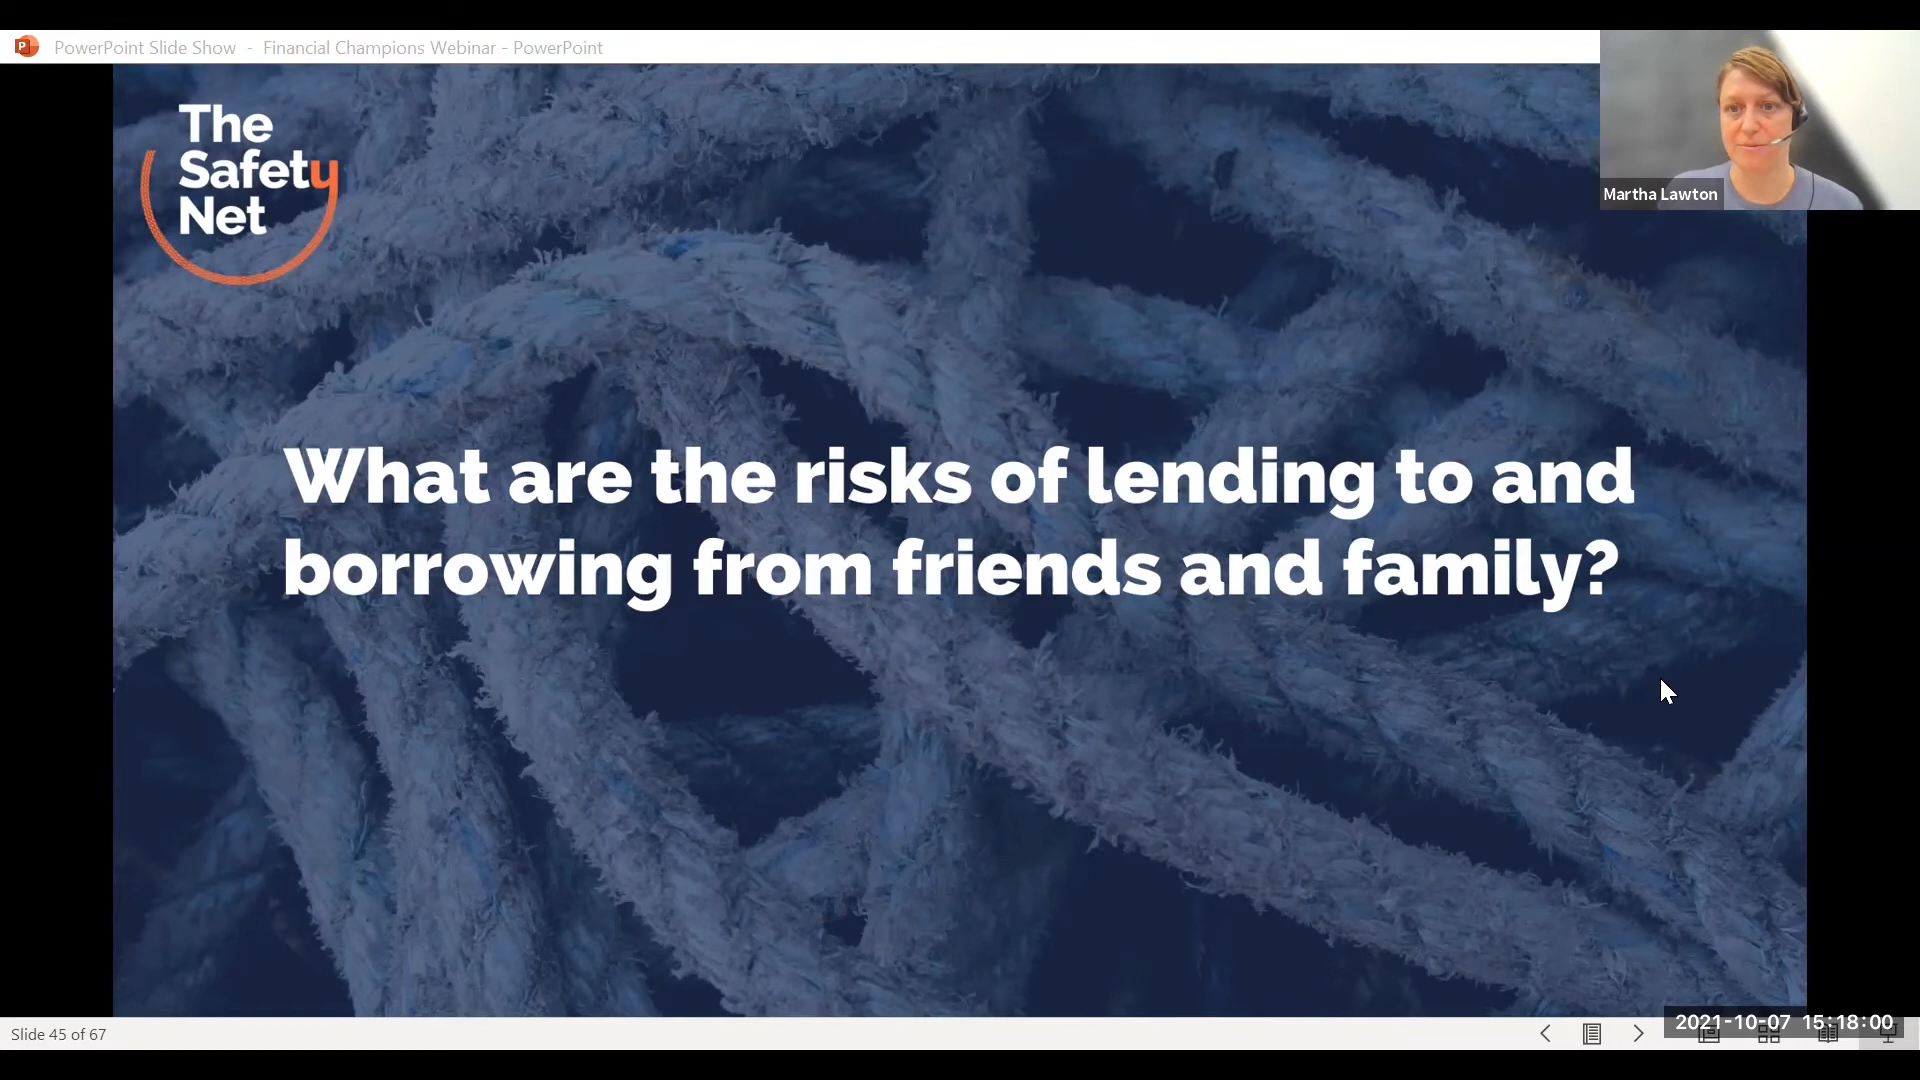 PowerPoint Slide Show - Financial Champions Webinar - PowerPoint
The
Safety
Net
Martha Lawton
What are the risks of lending to and
borrowing from friends and family?
Slide 45 of 67
2021-10-07 15:18:00